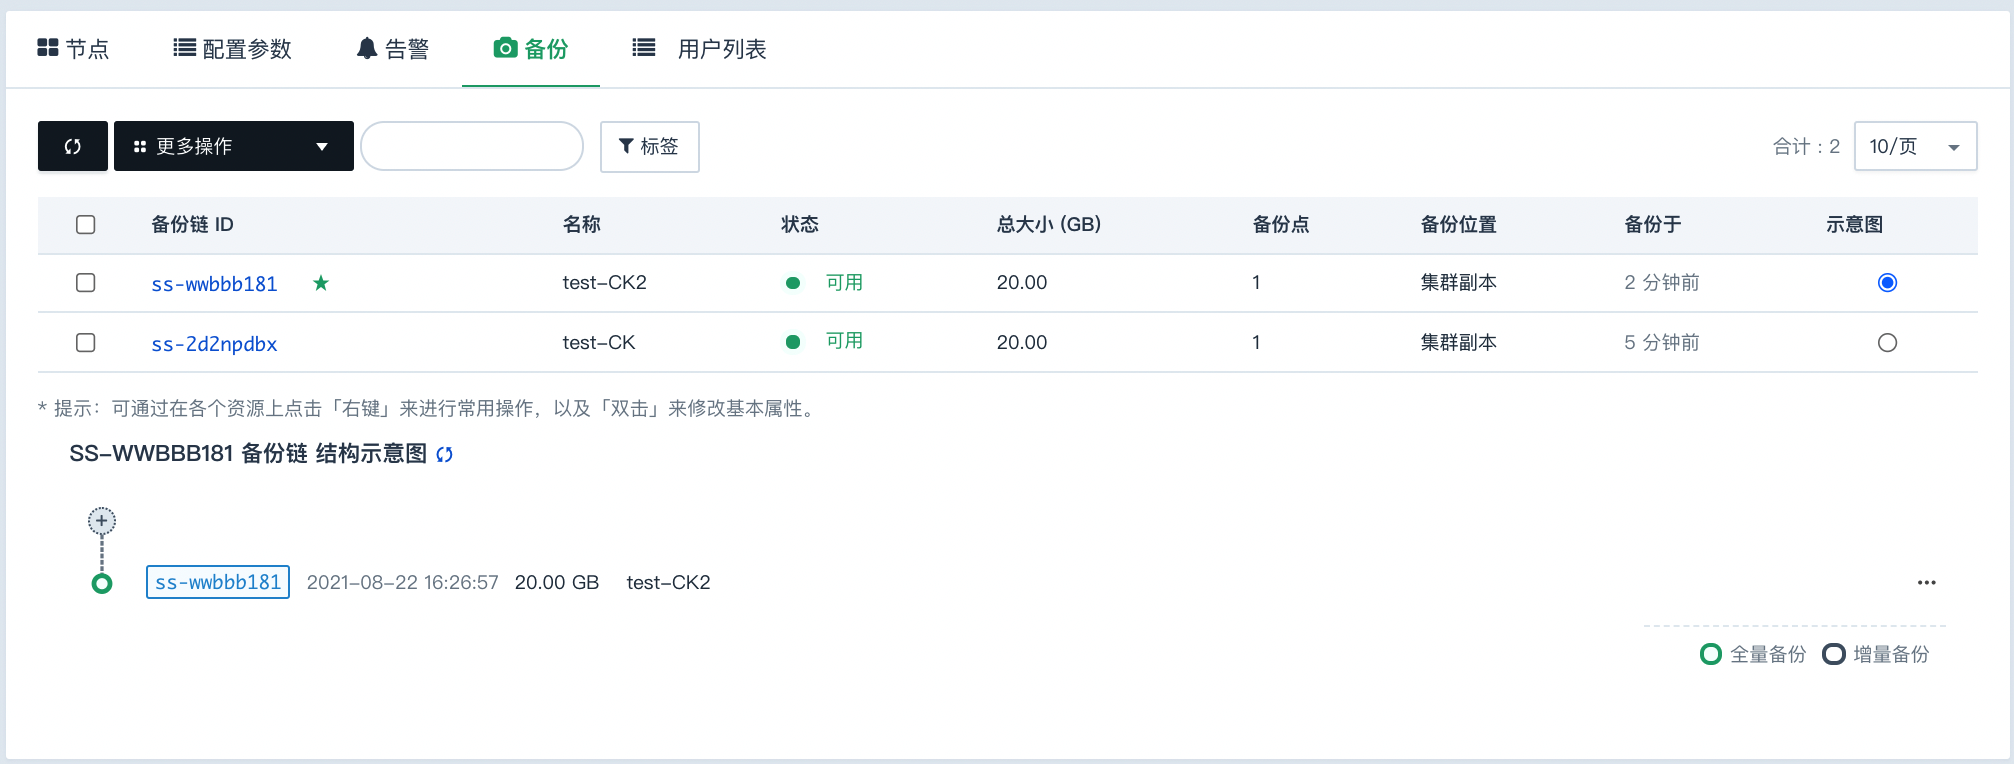 节点 配置参数 告警 备份 用户列表
更多操作 标签 合计：2 10/页
备份链 ID 名称 状态 总大小 (GB) 备份点 备份位置 备份于 示意图
ss-wwbbb181 ★ test-CK2 可用 20.00 1 集群副本 2 分钟前
ss-2d2npdbx test-CK 可用 20.00 1 集群副本 5 分钟前
* 提示：可通过在各个资源上点击「右键」来进行常用操作，以及「双击」来修改基本属性。
SS-WWBBB181 备份链 结构示意图
ss-wwbbb181 2021-08-22 16:26:57 20.00 GB test-CK2
全量备份 增量备份